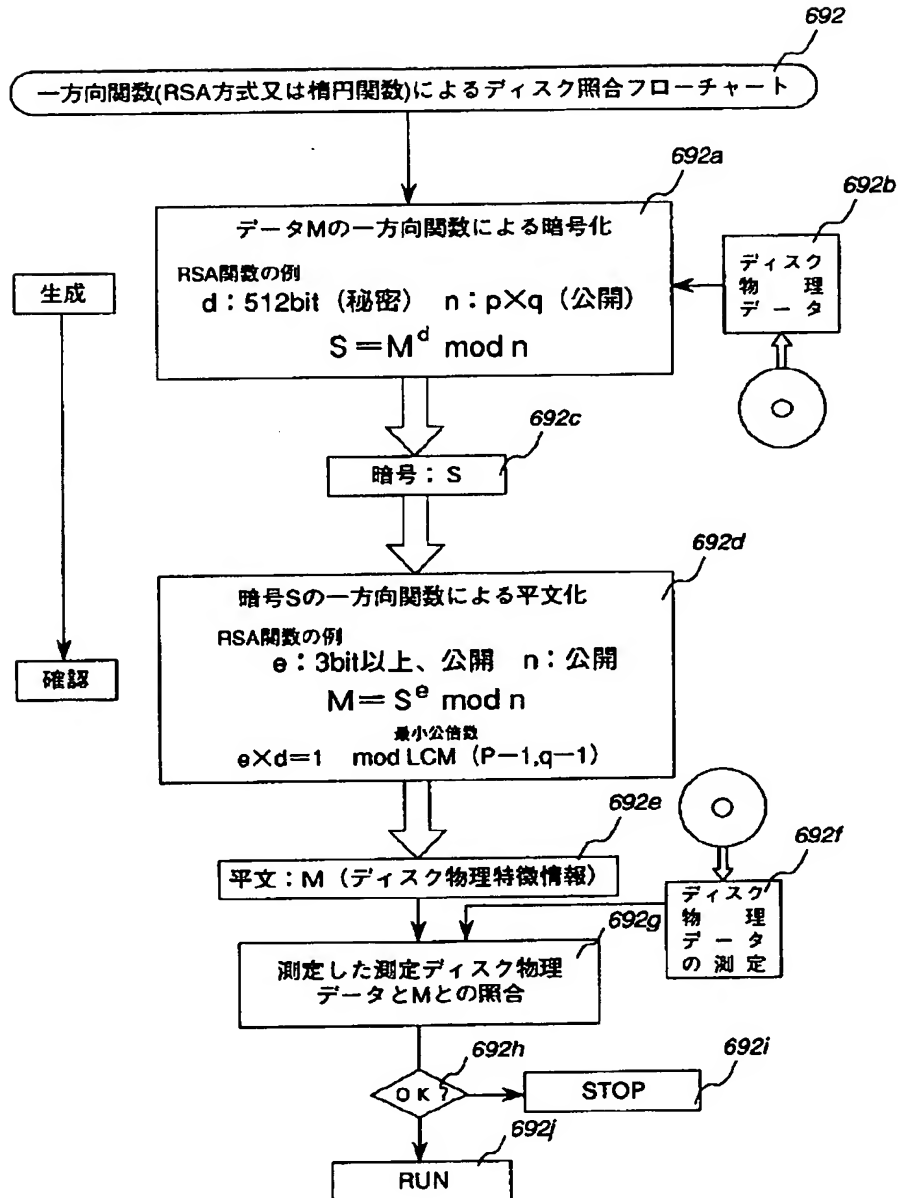 692
一方向関数(RSA方式又は楕円関数)によるディスク照合フローチャート
692a
データMの一方向関数による暗号化
RSA関数の例
d：512bit（秘密） n：p×q（公開）
S＝M^d mod n
692b
ディスク
物理
データ
生成
692c
暗号：S
692d
暗号Sの一方向関数による平文化
RSA関数の例
e：3bit以上、公開 n：公開
M＝S^e mod n
最小公倍数
e×d＝1 mod LCM（P－1,q－1）
確認
692e
平文：M（ディスク物理特徴情報）
692f
ディスク
物理
データ
の測定
692g
測定した測定ディスク物理
データとMとの照合
692h
OK?
692i
STOP
692j
RUN